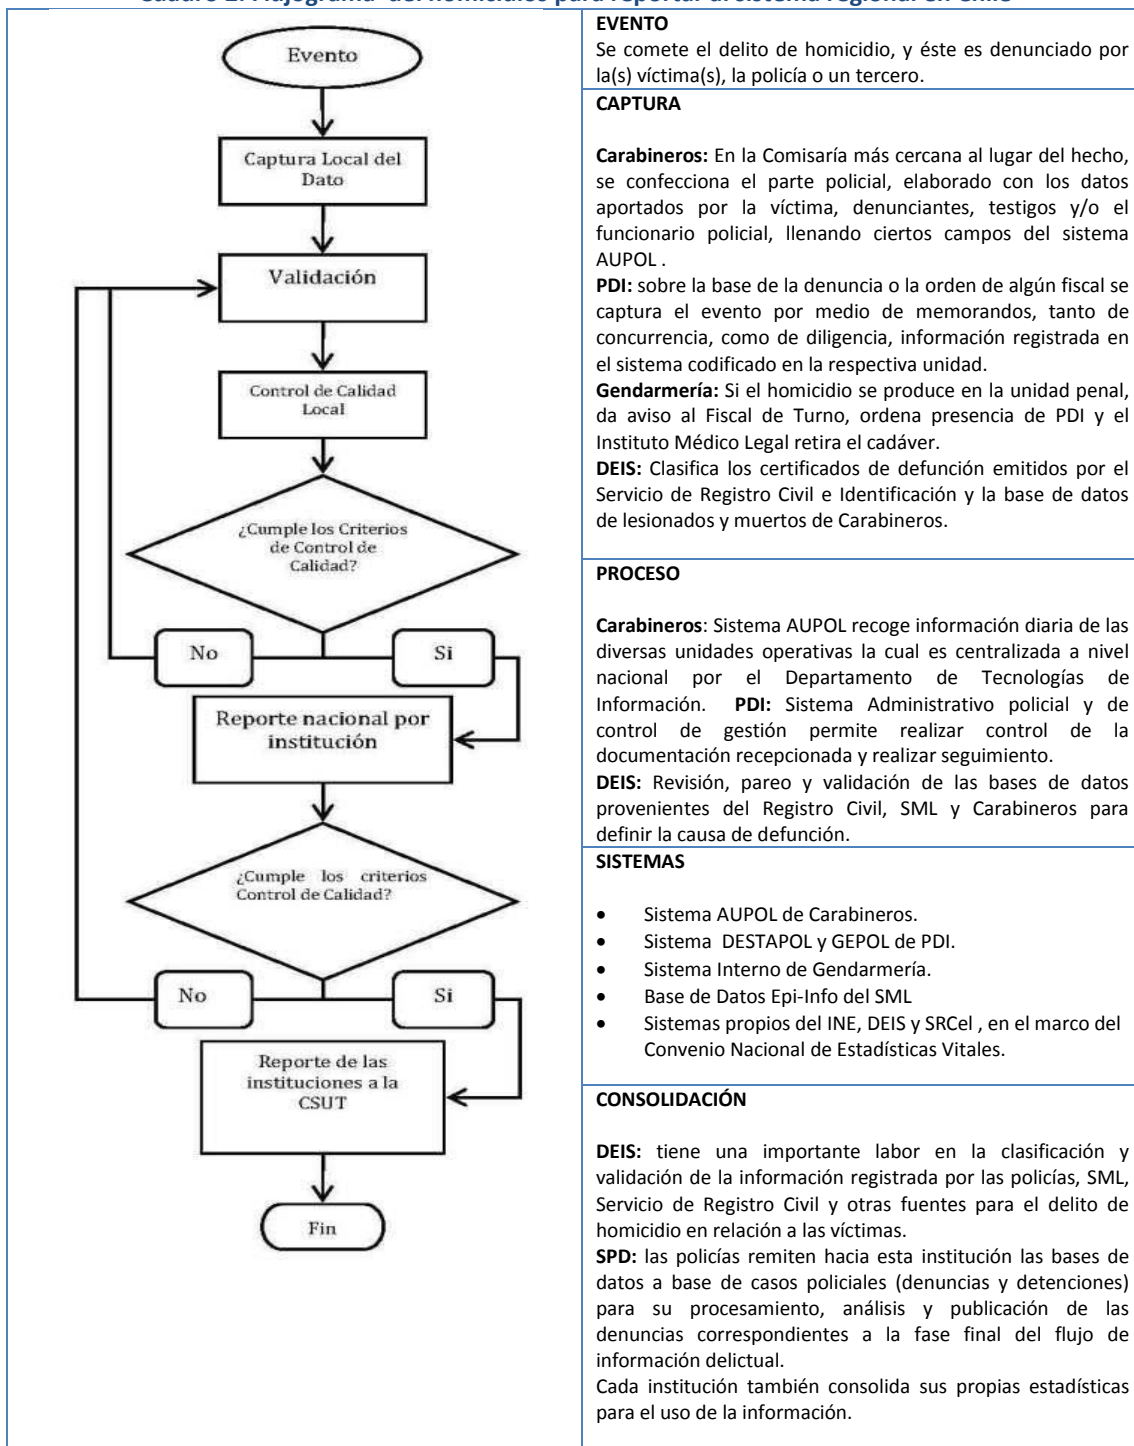 Evento
Captura Local del
Dato
Validación
Control de Calidad
Local
¿Cumple los Criterios
de Control de
Calidad?
No
Si
Reporte nacional por
institución
¿Cumple los criterios
Control de Calidad?
No
Si
Reporte de las
instituciones a la
CSUT
Fin
EVENTO
Se comete el delito de homicidio, y éste es denunciado por
la(s) víctima(s), la policía o un tercero.
CAPTURA
Carabineros: En la Comisaría más cercana al lugar del hecho,
se confecciona el parte policial, elaborado con los datos
aportados por la víctima, denunciantes, testigos y/o el
funcionario policial, llenando ciertos campos del sistema
AUPOL .
PDI: sobre la base de la denuncia o la orden de algún fiscal se
captura el evento por medio de memorandos, tanto de
concurrencia, como de diligencia, información registrada en
el sistema codificado en la respectiva unidad.
Gendarmería: Si el homicidio se produce en la unidad penal,
da aviso al Fiscal de Turno, ordena presencia de PDI y el
Instituto Médico Legal retira el cadáver.
DEIS: Clasifica los certificados de defunción emitidos por el
Servicio de Registro Civil e Identificación y la base de datos
de lesionados y muertos de Carabineros.
PROCESO
Carabineros: Sistema AUPOL recoge información diaria de las
diversas unidades operativas la cual es centralizada a nivel
nacional por el Departamento de Tecnologías de
Información. PDI: Sistema Administrativo policial y de
control de gestión permite realizar control de la
documentación recepcionada y realizar seguimiento.
DEIS: Revisión, pareo y validación de las bases de datos
provenientes del Registro Civil, SML y Carabineros para
definir la causa de defunción.
SISTEMAS
• Sistema AUPOL de Carabineros.
• Sistema DESTAPOL y GEPOL de PDI.
• Sistema Interno de Gendarmería.
• Base de Datos Epi-Info del SML
• Sistemas propios del INE, DEIS y SRCel , en el marco del
Convenio Nacional de Estadísticas Vitales.
CONSOLIDACIÓN
DEIS: tiene una importante labor en la clasificación y
validación de la información registrada por las policías, SML,
Servicio de Registro Civil y otras fuentes para el delito de
homicidio en relación a las víctimas.
SPD: las policías remiten hacia esta institución las bases de
datos a base de casos policiales (denuncias y detenciones)
para su procesamiento, análisis y publicación de las
denuncias correspondientes a la fase final del flujo de
información delictual.
Cada institución también consolida sus propias estadísticas
para el uso de la información.